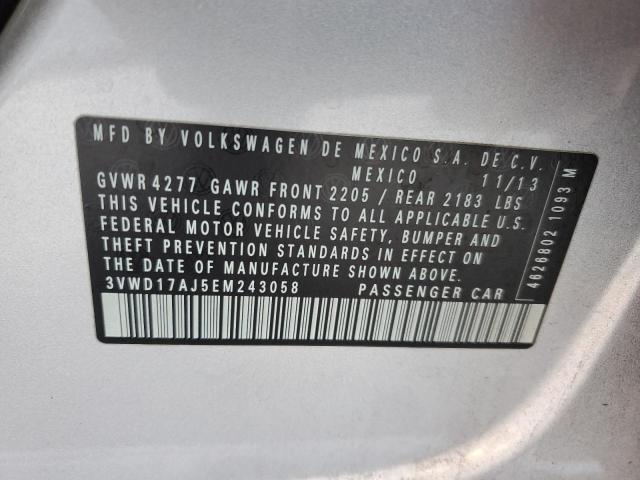 MFD BY VOLKSWAGEN DE MEXICO S.A. DE C.V.
MEXICO 11/13
GVWR 4277 GAWR FRONT 2205 / REAR 2183 LBS
THIS VEHICLE CONFORMS TO ALL APPLICABLE U.S.
FEDERAL MOTOR VEHICLE SAFETY, BUMPER AND
THEFT PREVENTION STANDARDS IN EFFECT ON
THE DATE OF MANUFACTURE SHOWN ABOVE.
3VWD17AJ5EM243058 PASSENGER CAR
4626802 1093 M